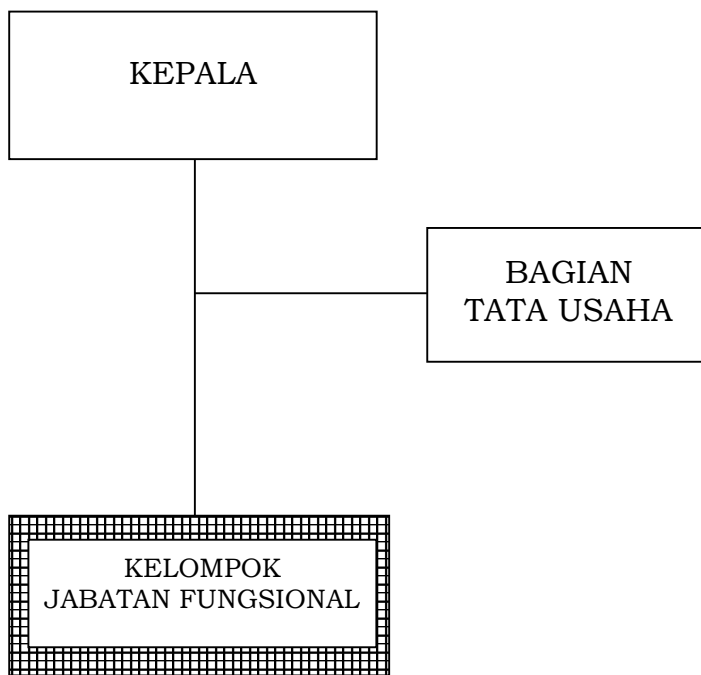 KEPALA
BAGIAN
TATA USAHA
KELOMPOK
JABATAN FUNGSIONAL